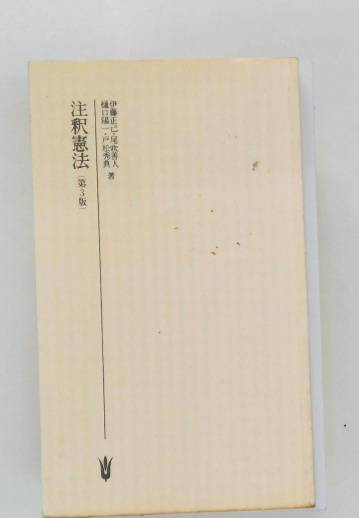 伊藤正己・尾吹善人
樋口陽一・戸松秀典 著
注釈憲法〔第3版〕